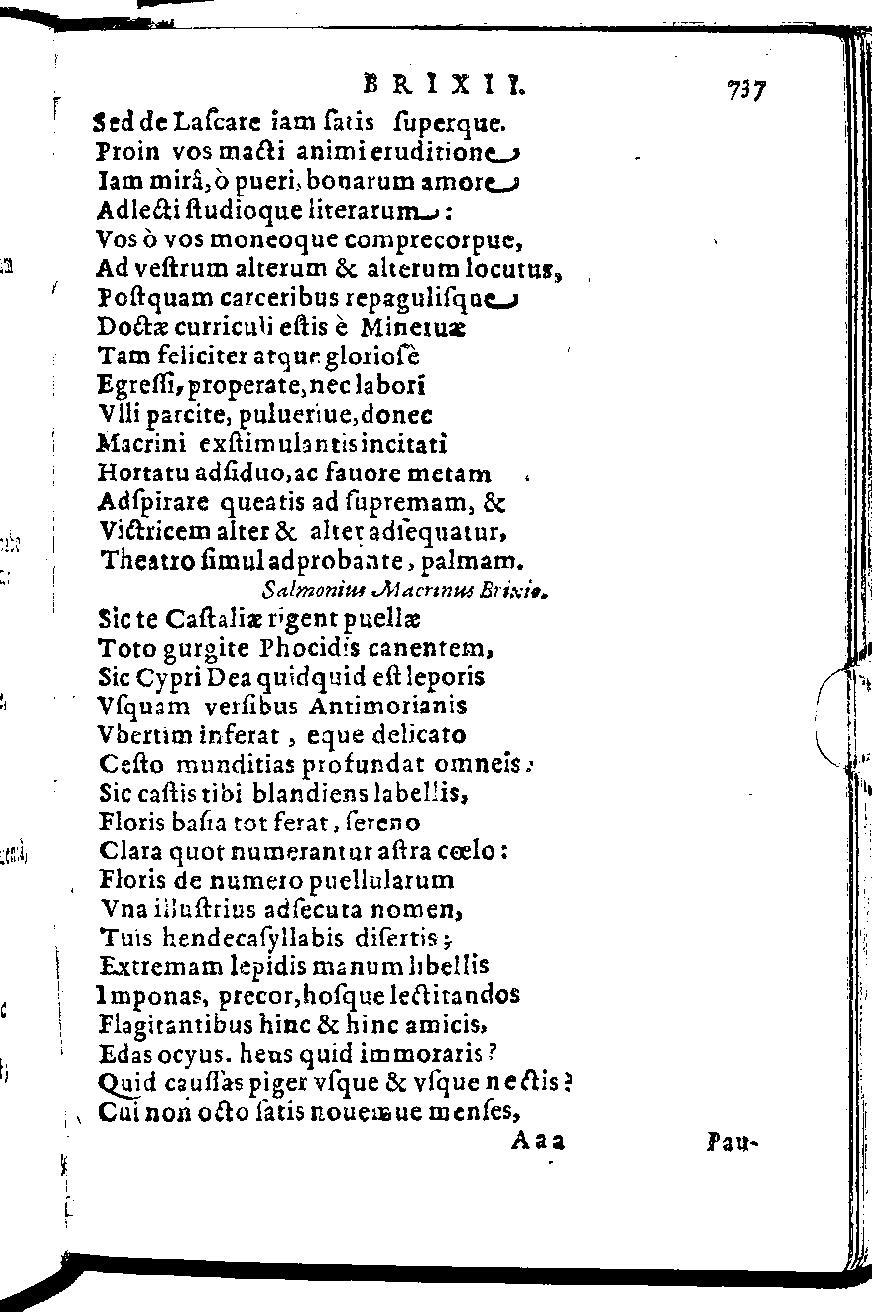 BRIXII. 737
Sed de Laſcare iam ſatis ſuperque.
Proin vos macti animi eruditione
Iam mirâ, ò pueri, bonarum amore
Adlecti ſtudioque literarum:
Vos ò vos moneoque comprecorpue,
Ad veſtrum alterum & alterum locutus,
Poſtquam carceribus repaguliſque
Doctæ curriculi eſtis è Mineruæ
Tam feliciter atque glorioſè
Egreſſi, properate, nec labori
Vlli parcite, pulueriue, donec
Macrini exſtimulantis incitati
Hortatu adſiduo, ac fauore metam
Adſpirare queatis ad ſupremam, &
Victricem alter & alter adſequatur,
Theatro ſimul adprobante, palmam.
Salmonius Macrinus Brixio.
Sic te Caſtaliæ rigent puellæ
Toto gurgite Phocidis canentem,
Sic Cypri Dea quidquid eſt leporis
Vſquam verſibus Antimorianis
Vbertim inferat, eque delicato
Ceſto munditias profundat omneis:
Sic caſtis tibi blandiens labellis,
Floris baſia tot ferat, ſereno
Clara quot numerantur aſtra cœlo:
Floris de numero puellularum
Vna illuſtrius adſecuta nomen,
Tuis hendecaſyllabis diſertis;
Extremam lepidis manum libellis
Imponas, precor, hoſque lectitandos
Flagitantibus hinc & hinc amicis,
Edas ocyus. heus quid immoraris?
Quid cauſſas piger vſque & vſque nectis?
Cui non octo ſatis nouemue menſes,
Aaa Pau-